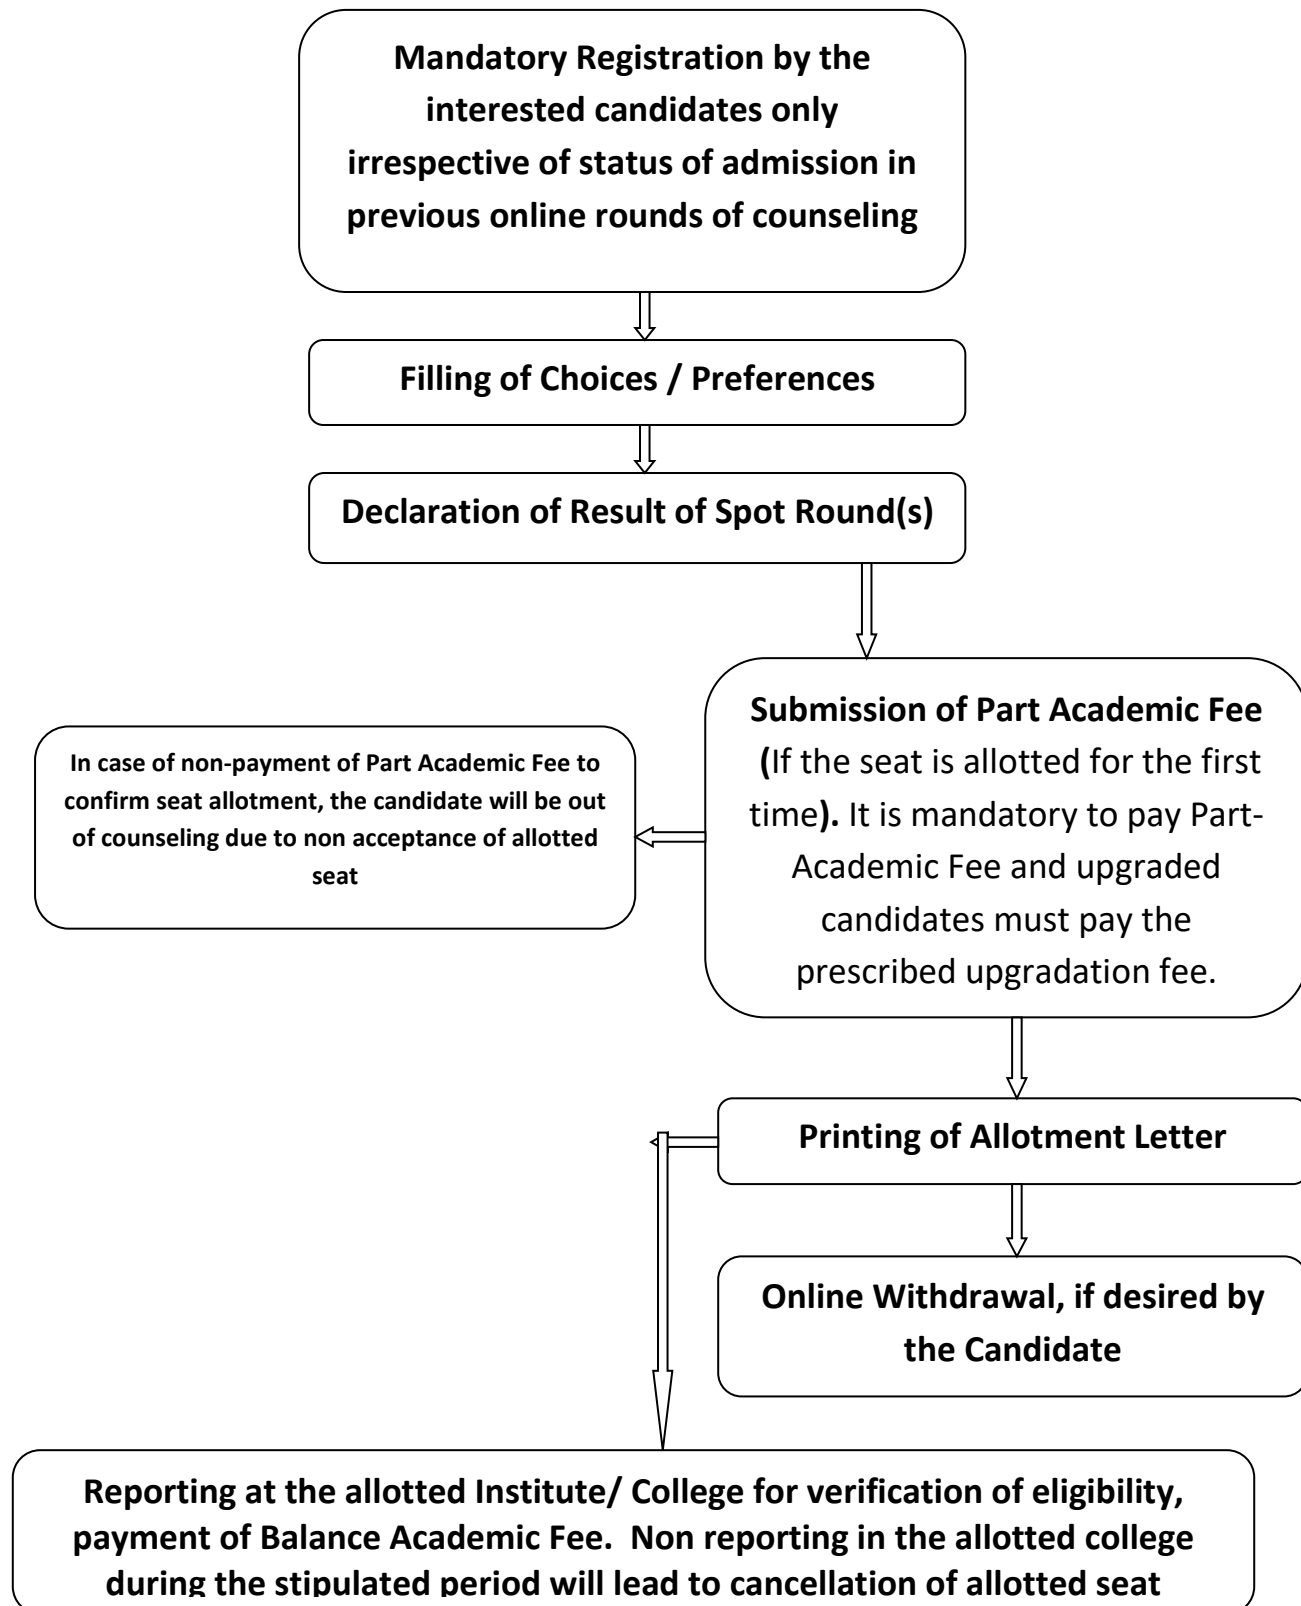 Mandatory Registration by the
interested candidates only
irrespective of status of admission in
previous online rounds of counseling
Filling of Choices / Preferences
Declaration of Result of Spot Round(s)
Submission of Part Academic Fee
(If the seat is allotted for the first
time). It is mandatory to pay Part-
Academic Fee and upgraded
candidates must pay the
prescribed upgradation fee.
In case of non-payment of Part Academic Fee to
confirm seat allotment, the candidate will be out
of counseling due to non acceptance of allotted
seat
Printing of Allotment Letter
Online Withdrawal, if desired by
the Candidate
Reporting at the allotted Institute/ College for verification of eligibility,
payment of Balance Academic Fee.  Non reporting in the allotted college
during the stipulated period will lead to cancellation of allotted seat